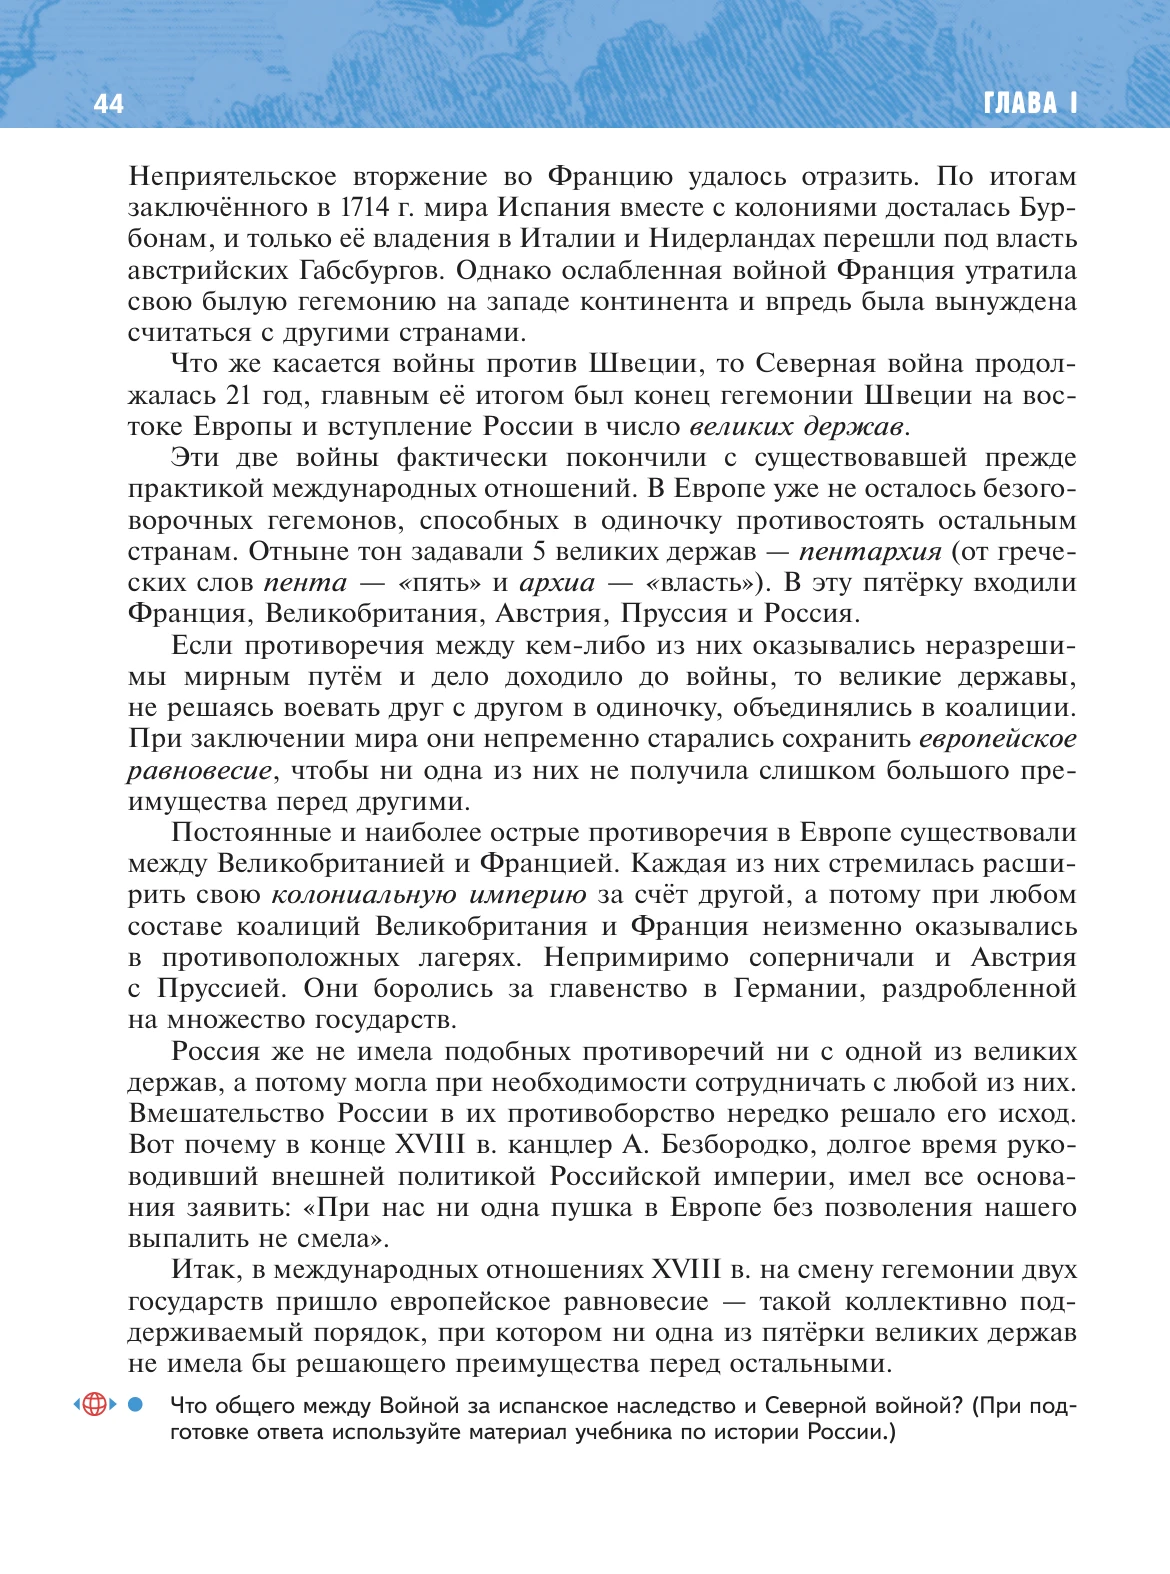 44
ГЛАВА I
Неприятельское вторжение во Францию удалось отразить. По итогам
заключённого в 1714 г. мира Испания вместе с колониями досталась Бур-
бонам, и только её владения в Италии и Нидерландах перешли под власть
австрийских Габсбургов. Однако ослабленная войной Франция утратила
свою былую гегемонию на западе континента и впредь была вынуждена
считаться с другими странами.
Что же касается войны против Швеции, то Северная война продол-
жалась 21 год, главным её итогом был конец гегемонии Швеции на вос-
токе Европы и вступление России в число великих держав.
Эти две войны фактически покончили с существовавшей прежде
практикой международных отношений. В Европе уже не осталось безого-
ворочных гегемонов, способных в одиночку противостоять остальным
странам. Отныне тон задавали 5 великих держав — пентархия (от грече-
ских слов пента — «пять» и архиа — «власть»). В эту пятёрку входили
Франция, Великобритания, Австрия, Пруссия и Россия.
Если противоречия между кем-либо из них оказывались неразреши-
мы мирным путём и дело доходило до войны, то великие державы,
не решаясь воевать друг с другом в одиночку, объединялись в коалиции.
При заключении мира они непременно старались сохранить европейское
равновесие, чтобы ни одна из них не получила слишком большого пре-
имущества перед другими.
Постоянные и наиболее острые противоречия в Европе существовали
между Великобританией и Францией. Каждая из них стремилась расши-
рить свою колониальную империю за счёт другой, а потому при любом
составе коалиций Великобритания и Франция неизменно оказывались
в противоположных лагерях. Непримиримо соперничали и Австрия
с Пруссией. Они боролись за главенство в Германии, раздробленной
на множество государств.
Россия же не имела подобных противоречий ни с одной из великих
держав, а потому могла при необходимости сотрудничать с любой из них.
Вмешательство России в их противоборство нередко решало его исход.
Вот почему в конце XVIII в. канцлер А. Безбородко, долгое время руко-
водивший внешней политикой Российской империи, имел все основа-
ния заявить: «При нас ни одна пушка в Европе без позволения нашего
выпалить не смела».
Итак, в международных отношениях XVIII в. на смену гегемонии двух
государств пришло европейское равновесие — такой коллективно под-
держиваемый порядок, при котором ни одна из пятёрки великих держав
не имела бы решающего преимущества перед остальными.
Что общего между Войной за испанское наследство и Северной войной? (При под-
готовке ответа используйте материал учебника по истории России.)